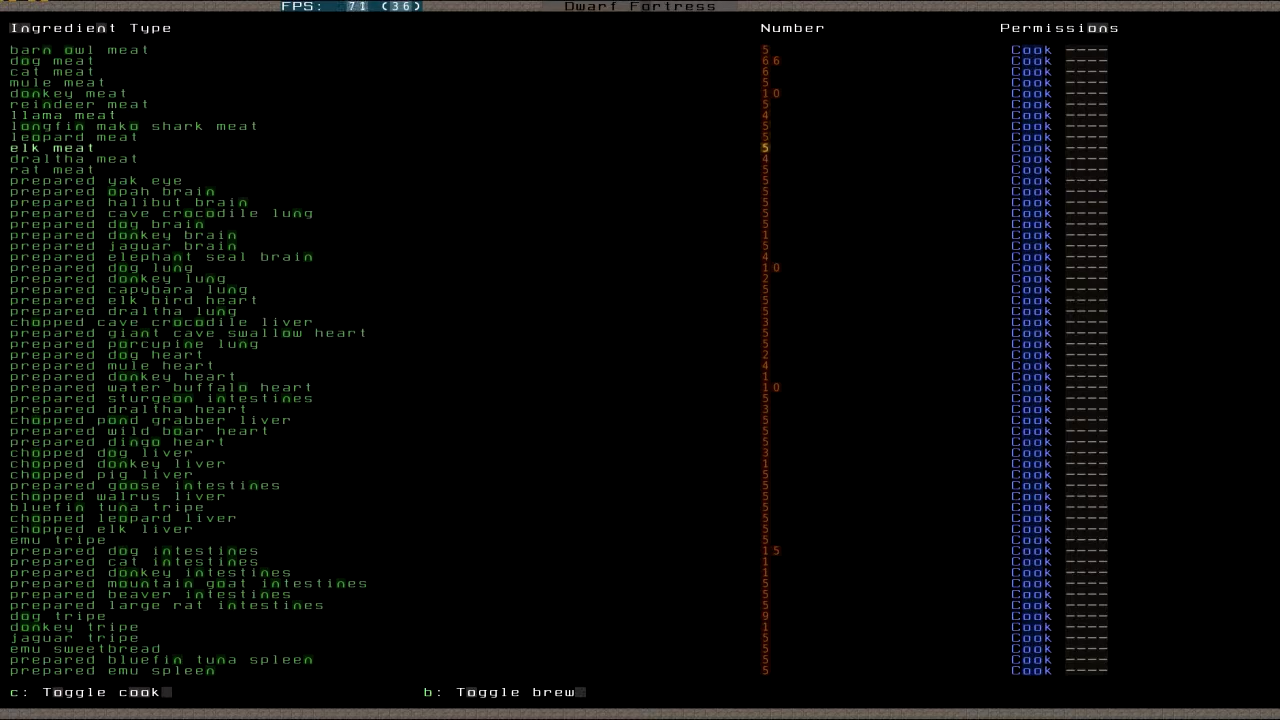 FPS: 71 (36) Dwarf Fortress
Ingredient Type Number Permissions
barn owl meat 5 Cook ----
dog meat 66 Cook ----
cat meat 6 Cook ----
mule meat 5 Cook ----
donkey meat 10 Cook ----
reindeer meat 5 Cook ----
llama meat 4 Cook ----
longfin mako shark meat 5 Cook ----
leopard meat 5 Cook ----
elk meat 5 Cook ----
draltha meat 4 Cook ----
rat meat 5 Cook ----
prepared yak eye 5 Cook ----
prepared opah brain 5 Cook ----
prepared halibut brain 5 Cook ----
prepared cave crocodile lung 5 Cook ----
prepared dog brain 5 Cook ----
prepared donkey brain 1 Cook ----
prepared jaguar brain 5 Cook ----
prepared elephant seal brain 4 Cook ----
prepared dog lung 10 Cook ----
prepared donkey lung 2 Cook ----
prepared capybara lung 5 Cook ----
prepared elk bird heart 5 Cook ----
prepared draltha lung 5 Cook ----
chopped cave crocodile liver 3 Cook ----
prepared giant cave swallow heart 5 Cook ----
prepared porcupine lung 5 Cook ----
prepared dog heart 2 Cook ----
prepared mule heart 4 Cook ----
prepared donkey heart 1 Cook ----
prepared water buffalo heart 10 Cook ----
prepared sturgeon intestines 5 Cook ----
prepared draltha heart 3 Cook ----
chopped pond grabber liver 5 Cook ----
prepared wild boar heart 5 Cook ----
prepared dingo heart 5 Cook ----
chopped dog liver 3 Cook ----
chopped donkey liver 1 Cook ----
chopped pig liver 5 Cook ----
prepared goose intestines 5 Cook ----
chopped walrus liver 5 Cook ----
bluefin tuna tripe 5 Cook ----
chopped leopard liver 5 Cook ----
chopped elk liver 5 Cook ----
emu tripe 5 Cook ----
prepared dog intestines 15 Cook ----
prepared cat intestines 1 Cook ----
prepared donkey intestines 1 Cook ----
prepared mountain goat intestines 5 Cook ----
prepared beaver intestines 5 Cook ----
prepared large rat intestines 5 Cook ----
dog tripe 9 Cook ----
donkey tripe 1 Cook ----
jaguar tripe 5 Cook ----
emu sweetbread 5 Cook ----
prepared bluefin tuna spleen 5 Cook ----
prepared emu spleen 5 Cook ----
c: Toggle cook b: Toggle brew